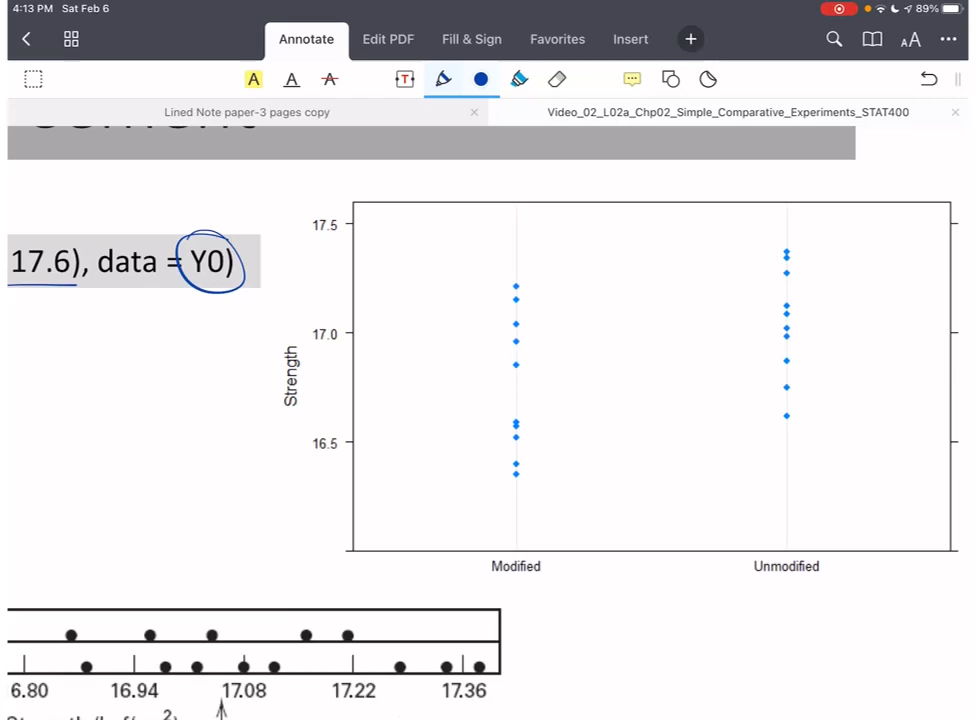 4:13 PM Sat Feb 6
89%
Annotate Edit PDF Fill & Sign Favorites Insert
AA
A A A T
Lined Note paper-3 pages copy
Video_02_L02a_Chp02_Simple_Comparative_Experiments_STAT400
17.6), data = Y0)
17.5
17.0
16.5
Strength
Modified Unmodified
6.80 16.94 17.08 17.22 17.36